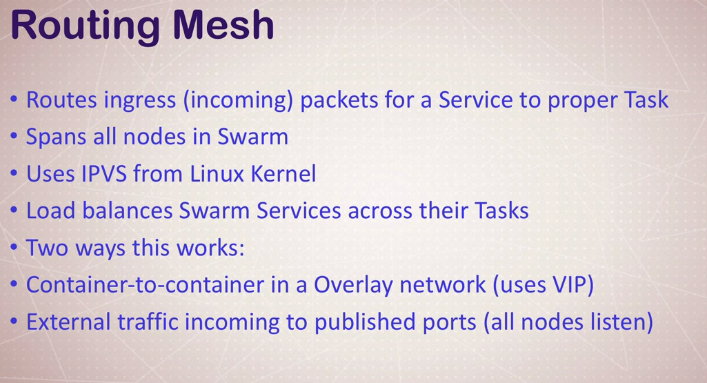 Routing Mesh
• Routes ingress (incoming) packets for a Service to proper Task
• Spans all nodes in Swarm
• Uses IPVS from Linux Kernel
• Load balances Swarm Services across their Tasks
• Two ways this works:
• Container-to-container in a Overlay network (uses VIP)
• External traffic incoming to published ports (all nodes listen)